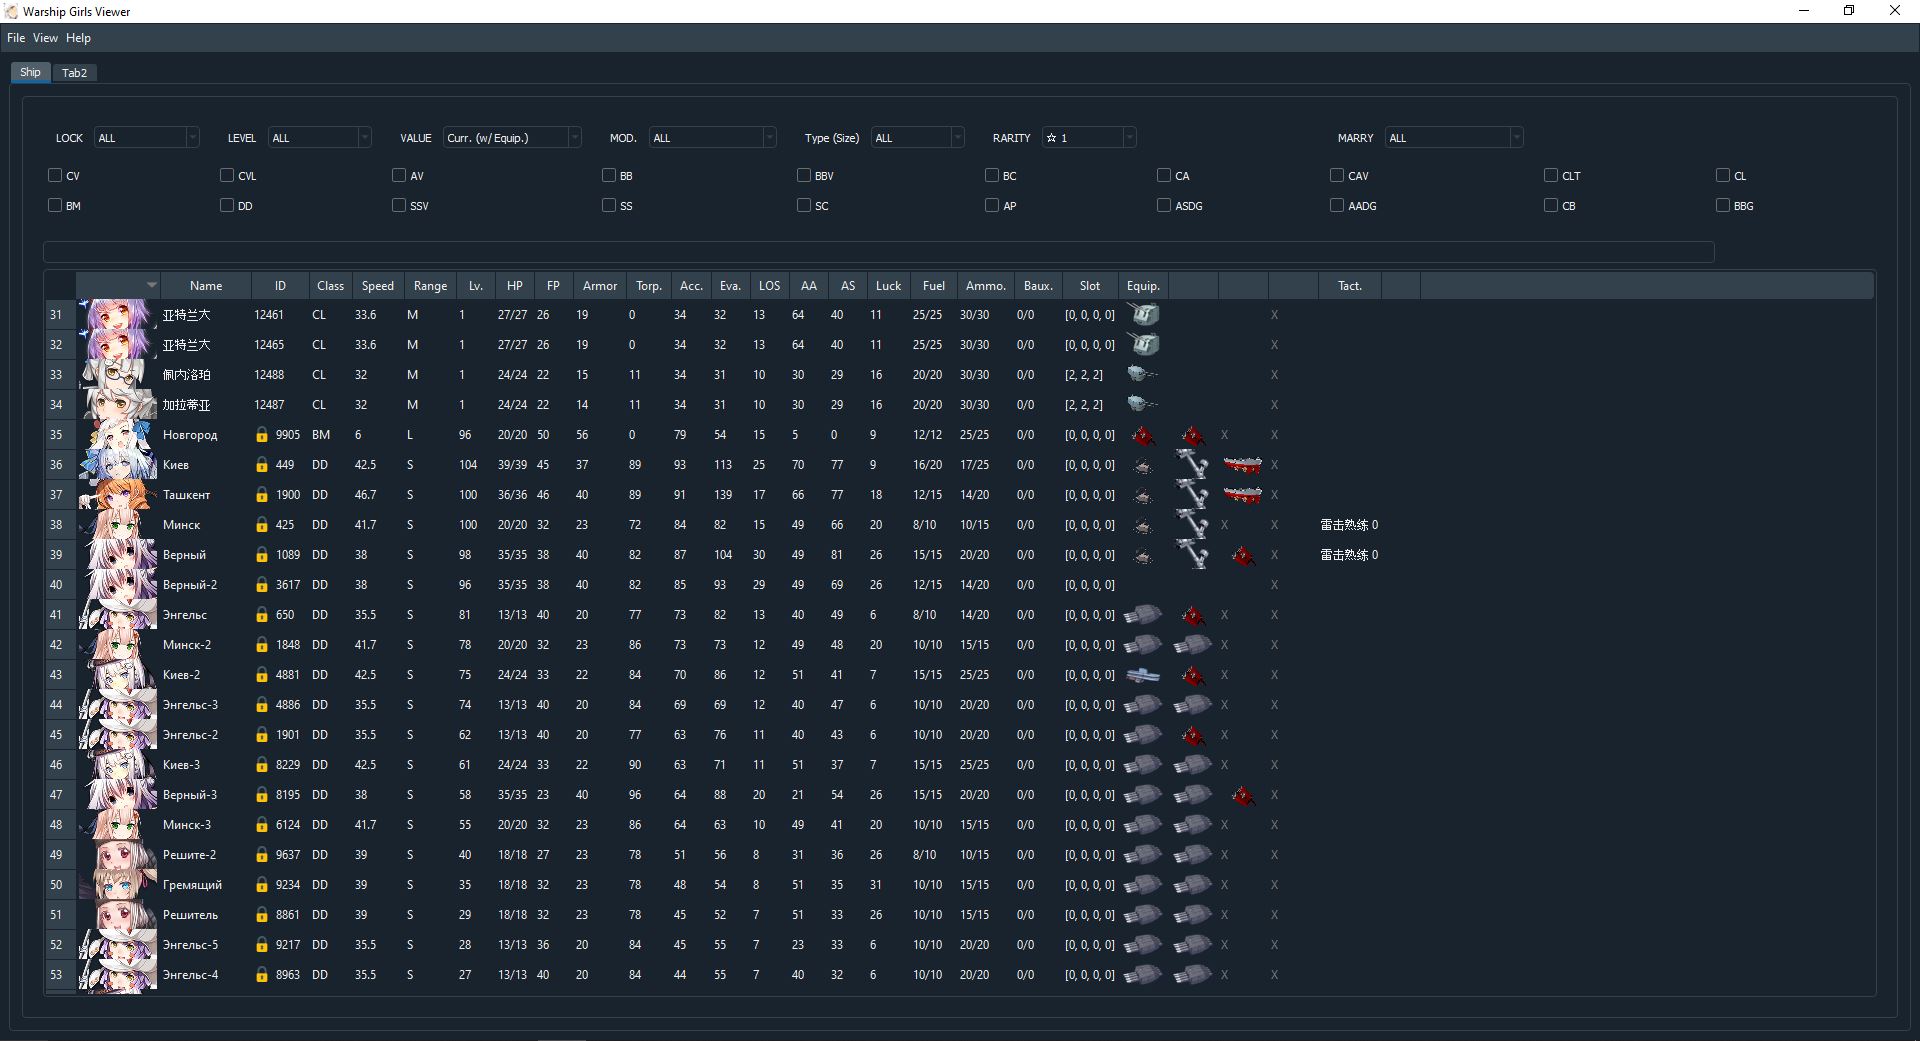 Warship Girls Viewer
File View Help
Ship Tab2
LOCK ALL LEVEL ALL VALUE Curr. (w/ Equip.) MOD. ALL Type (Size) ALL RARITY ☆ 1 MARRY ALL
CV CVL AV BB BBV BC CA CAV CLT CL
BM DD SSV SS SC AP ASDG AADG CB BBG
Name ID Class Speed Range Lv. HP FP Armor Torp. Acc. Eva. LOS AA AS Luck Fuel Ammo. Baux. Slot Equip. Tact.
31 亚特兰大 12461 CL 33.6 M 1 27/27 26 19 0 34 32 13 64 40 11 25/25 30/30 0/0 [0, 0, 0, 0] X
32 亚特兰大 12465 CL 33.6 M 1 27/27 26 19 0 34 32 13 64 40 11 25/25 30/30 0/0 [0, 0, 0, 0] X
33 佩内洛珀 12488 CL 32 M 1 24/24 22 15 11 34 31 10 30 29 16 20/20 30/30 0/0 [2, 2, 2] X
34 加拉蒂亚 12487 CL 32 M 1 24/24 22 14 11 34 31 10 30 29 16 20/20 30/30 0/0 [2, 2, 2] X
35 Новгород 9905 BM 6 L 96 20/20 50 56 0 79 54 15 5 0 9 12/12 25/25 0/0 [0, 0, 0, 0] X X
36 Киев 449 DD 42.5 S 104 39/39 45 37 89 93 113 25 70 77 9 16/20 17/25 0/0 [0, 0, 0, 0] X
37 Ташкент 1900 DD 46.7 S 100 36/36 46 40 89 91 139 17 66 77 18 12/15 14/20 0/0 [0, 0, 0, 0] X
38 Минск 425 DD 41.7 S 100 20/20 32 23 72 84 82 15 49 66 20 8/10 10/15 0/0 [0, 0, 0, 0] X X 雷击熟练 0
39 Верный 1089 DD 38 S 98 35/35 38 40 82 87 104 30 49 81 26 15/15 20/20 0/0 [0, 0, 0, 0] X 雷击熟练 0
40 Верный-2 3617 DD 38 S 96 35/35 38 40 82 85 93 29 49 69 26 12/15 14/20 0/0 [0, 0, 0, 0] X
41 Энгельс 650 DD 35.5 S 81 13/13 40 20 77 73 82 13 40 49 6 8/10 14/20 0/0 [0, 0, 0, 0] X X
42 Минск-2 1848 DD 41.7 S 78 20/20 32 23 86 73 73 12 49 48 20 10/10 15/15 0/0 [0, 0, 0, 0] X X
43 Киев-2 4881 DD 42.5 S 75 24/24 33 22 84 70 86 12 51 41 7 15/15 25/25 0/0 [0, 0, 0, 0] X X
44 Энгельс-3 4886 DD 35.5 S 74 13/13 40 20 84 69 69 12 40 47 6 10/10 20/20 0/0 [0, 0, 0, 0] X X
45 Энгельс-2 1901 DD 35.5 S 62 13/13 40 20 77 63 76 11 40 43 6 10/10 20/20 0/0 [0, 0, 0, 0] X X
46 Киев-3 8229 DD 42.5 S 61 24/24 33 22 90 63 71 11 51 37 7 15/15 25/25 0/0 [0, 0, 0, 0] X X
47 Верный-3 8195 DD 38 S 58 35/35 23 40 96 64 88 20 21 54 26 15/15 20/20 0/0 [0, 0, 0, 0] X
48 Минск-3 6124 DD 41.7 S 55 20/20 32 23 86 64 63 10 49 41 20 10/10 15/15 0/0 [0, 0, 0, 0] X X
49 Решите-2 9637 DD 39 S 40 18/18 27 23 78 51 56 8 31 36 26 8/10 10/15 0/0 [0, 0, 0, 0] X X
50 Гремящий 9234 DD 39 S 35 18/18 32 23 78 48 54 8 51 35 31 10/10 15/15 0/0 [0, 0, 0, 0] X X
51 Решитель 8861 DD 39 S 29 18/18 32 23 78 45 52 7 51 33 26 10/10 15/15 0/0 [0, 0, 0, 0] X X
52 Энгельс-5 9217 DD 35.5 S 28 13/13 36 20 84 45 55 7 23 33 6 10/10 20/20 0/0 [0, 0, 0, 0] X X
53 Энгельс-4 8963 DD 35.5 S 27 13/13 40 20 84 44 55 7 40 32 6 10/10 20/20 0/0 [0, 0, 0, 0] X X